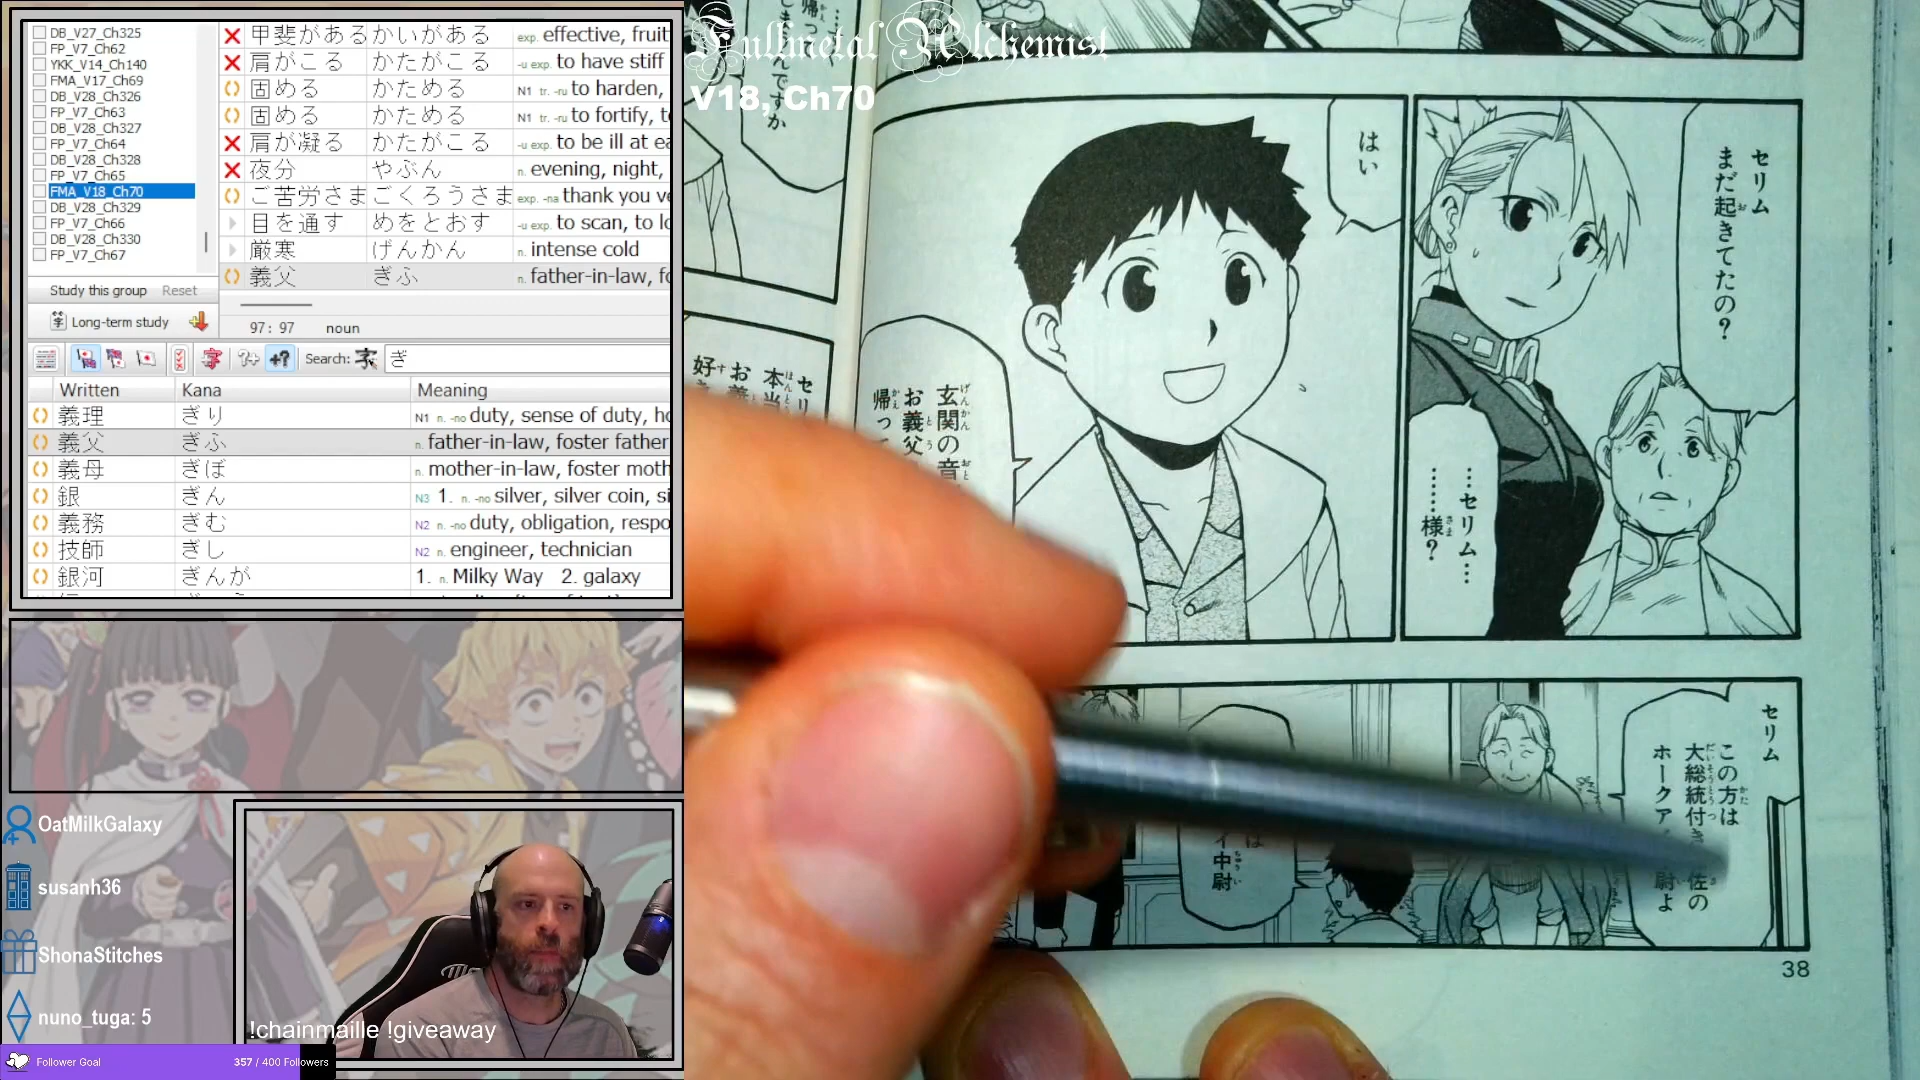 DB_V27_Ch325
FP_V7_Ch62
YKK_V14_Ch140
FMA_V17_Ch69
DB_V28_Ch326
FP_V7_Ch63
DB_V28_Ch327
FP_V7_Ch64
DB_V28_Ch328
FP_V7_Ch65
FMA_V18_Ch70
DB_V28_Ch329
FP_V7_Ch66
DB_V28_Ch330
FP_V7_Ch67
Study this group Reset
Long-term study
甲斐がある かいがある exp. effective, fruit
肩がこる かたがこる -u exp. to have stiff
固める かためる N1 tr. -ru to harden,
固める かためる N1 tr. -ru to fortify, t
肩が凝る かたがこる -u exp. to be ill at ea
夜分 やぶん n. evening, night,
ご苦労さま ごくろうさま exp. -na thank you ve
目を通す めをとおす -u exp. to scan, to lo
厳寒 げんかん n. intense cold
義父 ぎふ n. father-in-law, fo
97: 97 noun
Search: ぎ
Written Kana Meaning
義理 ぎり N1 n. -no duty, sense of duty, ho
義父 ぎふ n. father-in-law, foster father
義母 ぎぼ n. mother-in-law, foster moth
銀 ぎん N3 1. n. -no silver, silver coin, si
義務 ぎむ N2 n. -no duty, obligation, respo
技師 ぎし N2 n. engineer, technician
銀河 ぎんが 1. n. Milky Way 2. galaxy
OatMilkGalaxy
susanh36
ShonaStitches
nuno_tuga: 5
!chainmaille !giveaway
Follower Goal 357 / 400 Followers
Fullmetal Alchemist
V18, Ch70
セリム
まだ起きてたの？
…セリム…
……様？
はい
玄関の音
お義父
帰っ
セリム
この方は
大総統付き
佐の
ホークア
尉よ
中尉
38